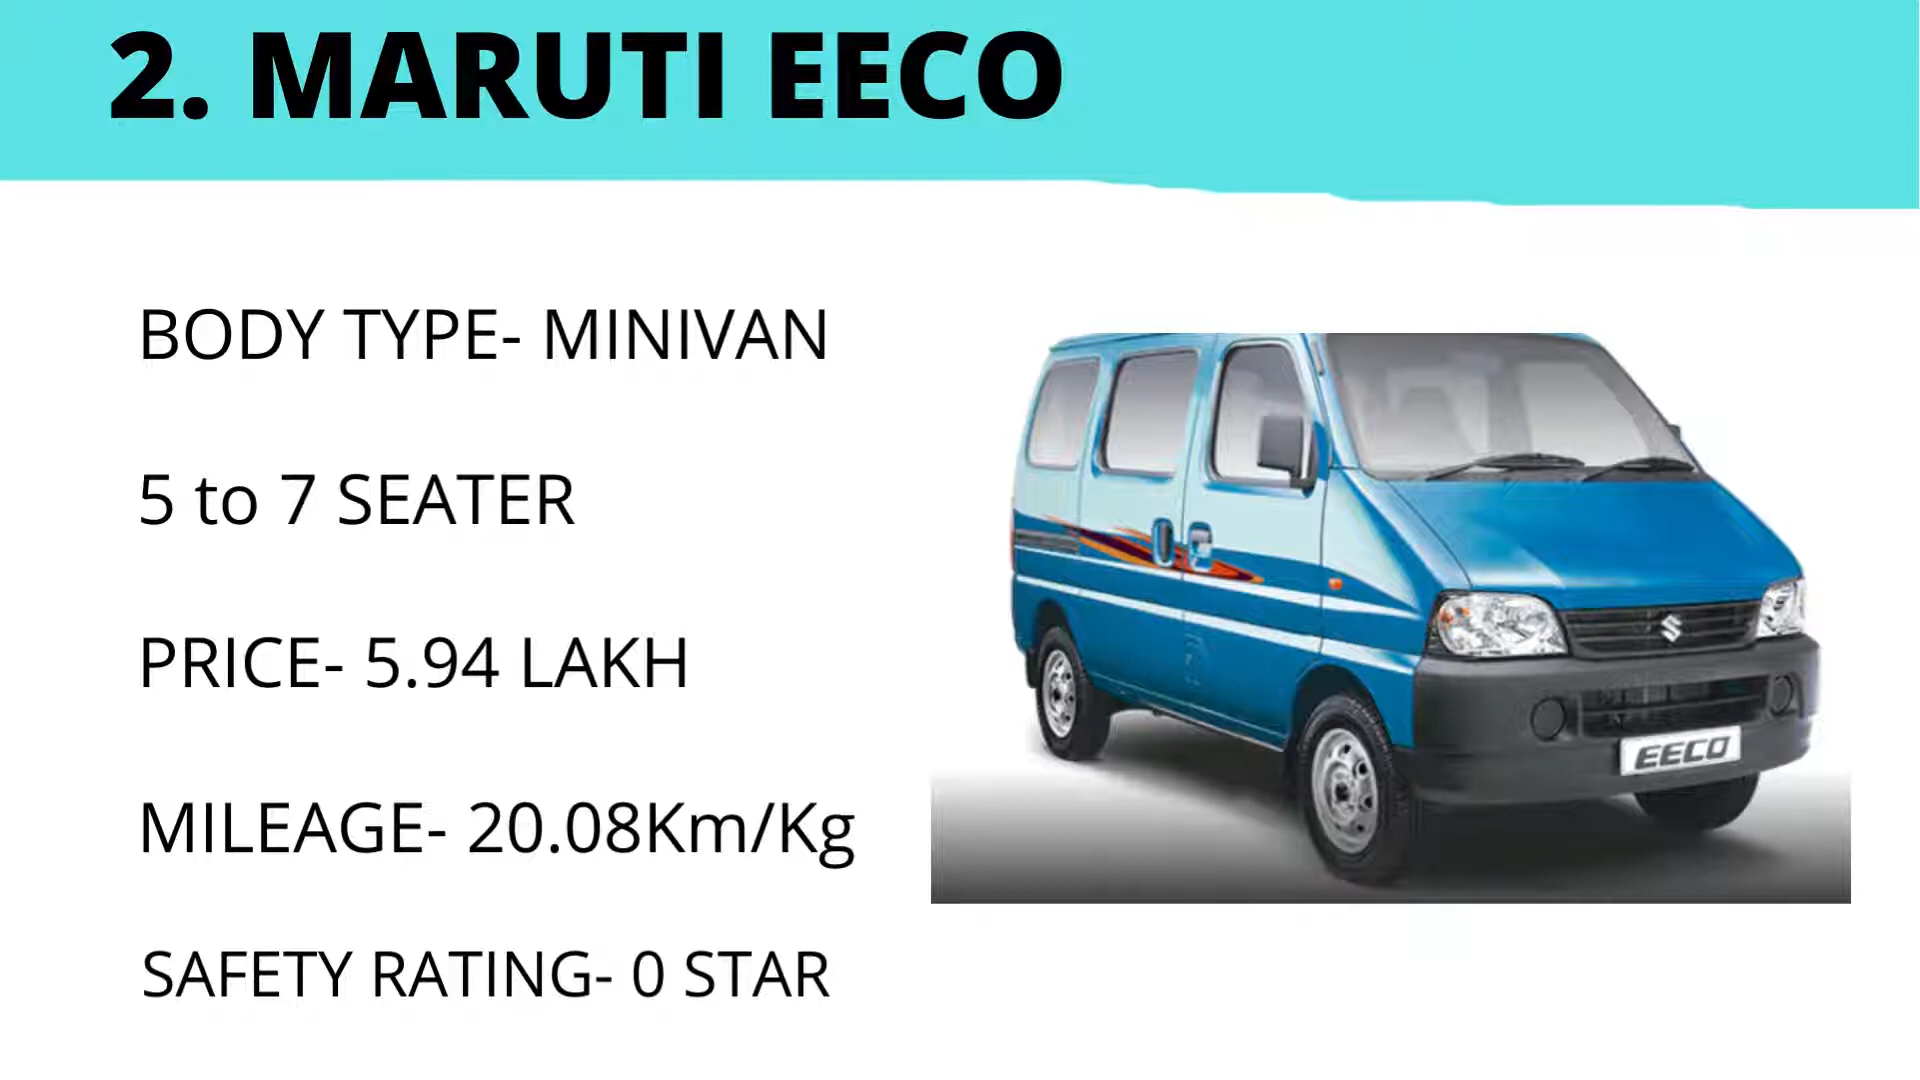 2. MARUTI EECO
BODY TYPE- MINIVAN
5 to 7 SEATER
PRICE- 5.94 LAKH
MILEAGE- 20.08Km/Kg
SAFETY RATING- 0 STAR
EECO